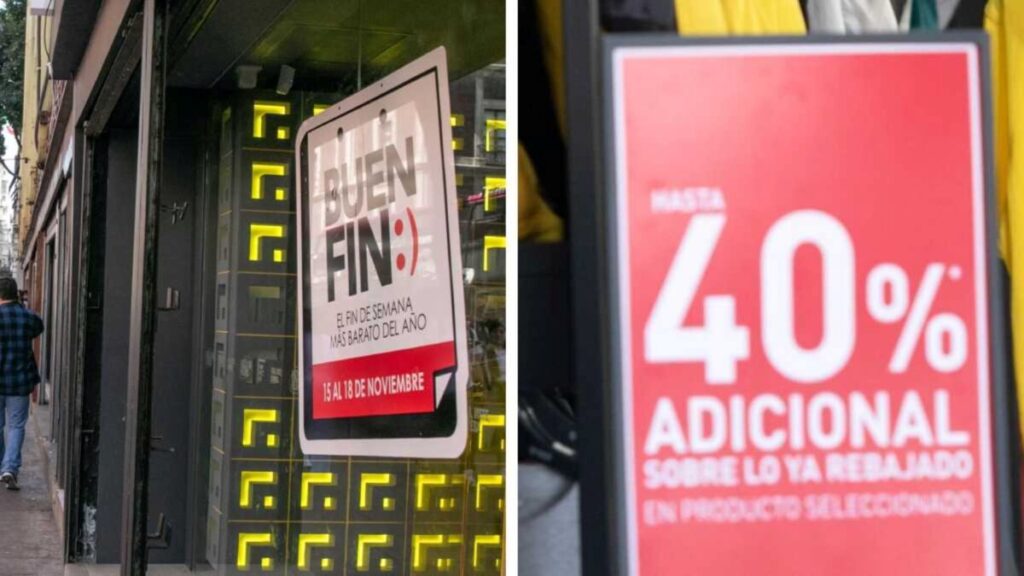 BUEN
FIN:)
EL FIN DE SEMANA
MÁS BARATO DEL AÑO
15 AL 18 DE NOVIEMBRE
HASTA
40%*
ADICIONAL
SOBRE LO YA REBAJADO
EN PRODUCTO SELECCIONADO